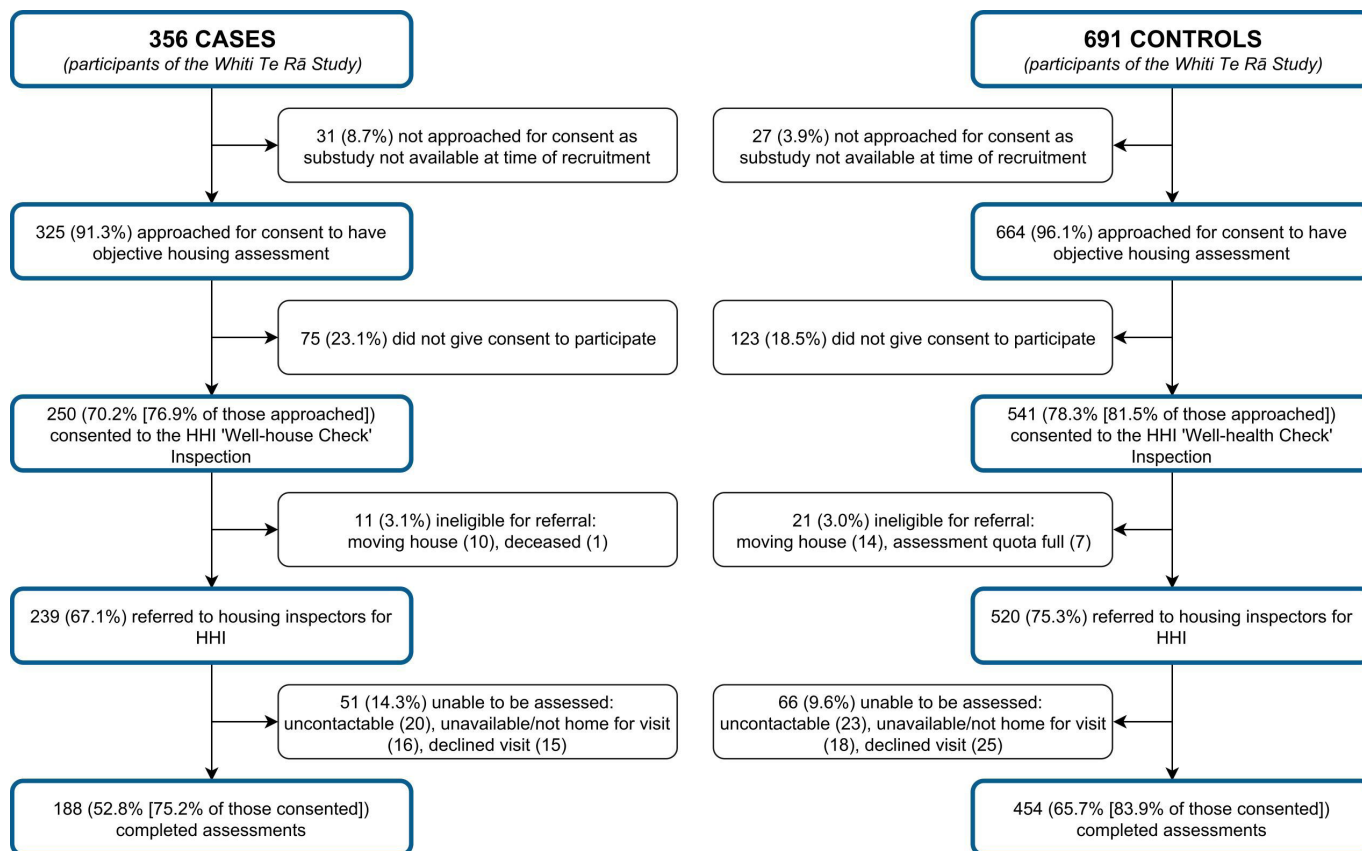 356 CASES
(participants of the Whiti Te Rā Study)
31 (8.7%) not approached for consent as
substudy not available at time of recruitment
325 (91.3%) approached for consent to have
objective housing assessment
75 (23.1%) did not give consent to participate
250 (70.2% [76.9% of those approached])
consented to the HHI 'Well-house Check'
Inspection
11 (3.1%) ineligible for referral:
moving house (10), deceased (1)
239 (67.1%) referred to housing inspectors for
HHI
51 (14.3%) unable to be assessed:
uncontactable (20), unavailable/not home for visit
(16), declined visit (15)
188 (52.8% [75.2% of those consented])
completed assessments
691 CONTROLS
(participants of the Whiti Te Rā Study)
27 (3.9%) not approached for consent as
substudy not available at time of recruitment
664 (96.1%) approached for consent to have
objective housing assessment
123 (18.5%) did not give consent to participate
541 (78.3% [81.5% of those approached])
consented to the HHI 'Well-health Check'
Inspection
21 (3.0%) ineligible for referral:
moving house (14), assessment quota full (7)
520 (75.3%) referred to housing inspectors for
HHI
66 (9.6%) unable to be assessed:
uncontactable (23), unavailable/not home for visit
(18), declined visit (25)
454 (65.7% [83.9% of those consented])
completed assessments